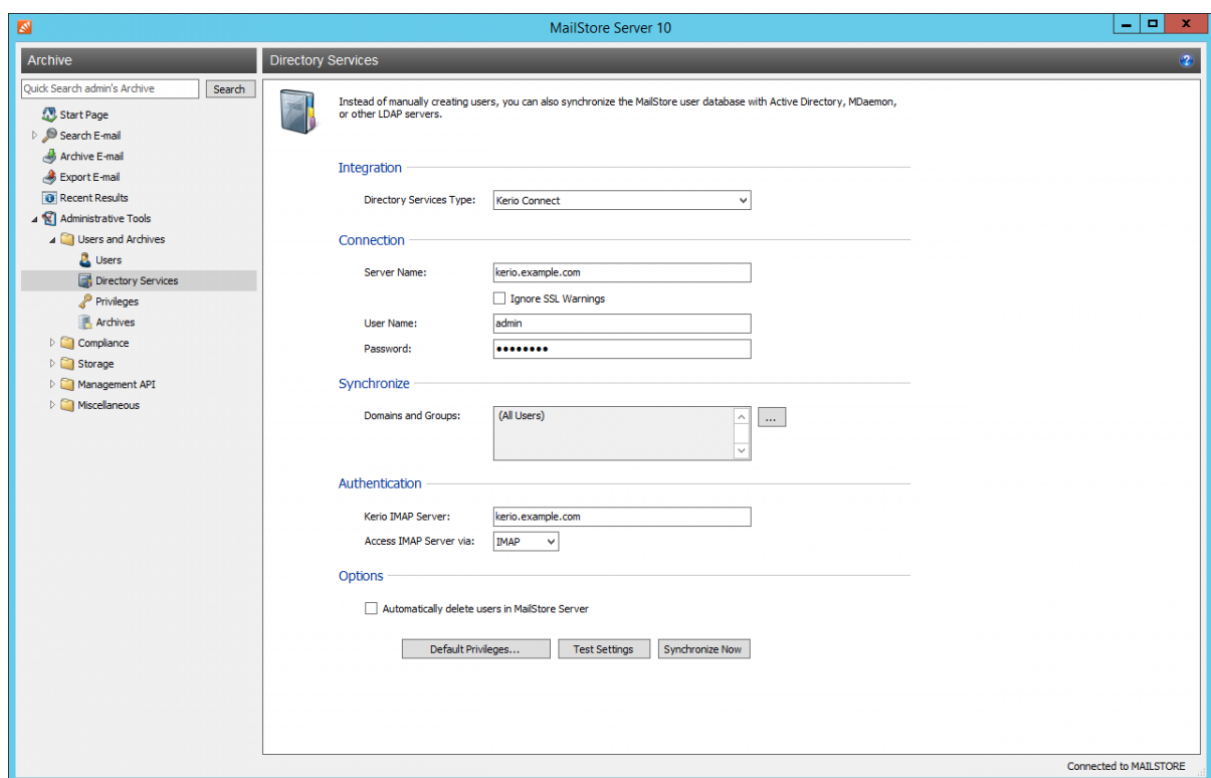 MailStore Server 10
Archive
Quick Search admin's Archive
Search
Start Page
Search E-mail
Archive E-mail
Export E-mail
Recent Results
Administrative Tools
Users and Archives
Users
Directory Services
Privileges
Archives
Compliance
Storage
Management API
Miscellaneous
Directory Services
Instead of manually creating users, you can also synchronize the MailStore user database with Active Directory, MDaemon,
or other LDAP servers.
Integration
Directory Services Type: Kerio Connect
Connection
Server Name: kerio.example.com
Ignore SSL Warnings
User Name: admin
Password: ••••••••
Synchronize
Domains and Groups: (All Users) ...
Authentication
Kerio IMAP Server: kerio.example.com
Access IMAP Server via: IMAP
Options
Automatically delete users in MailStore Server
Default Privileges... Test Settings Synchronize Now
Connected to MAILSTORE